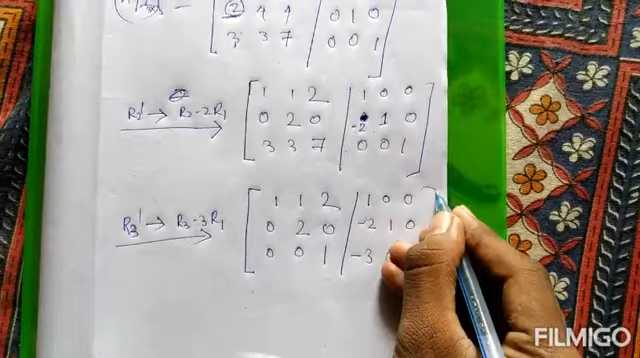 2 4 4 | 0 1 0
3 3 7 | 0 0 1
1 1 2 | 1 0 0
R2' → R2-2R1 0 2 0 | -2 1 0
3 3 7 | 0 0 1
1 1 2 | 1 0 0
R3' → R3-3R1 0 2 0 | -2 1 0
0 0 1 | -3
FILMIGO